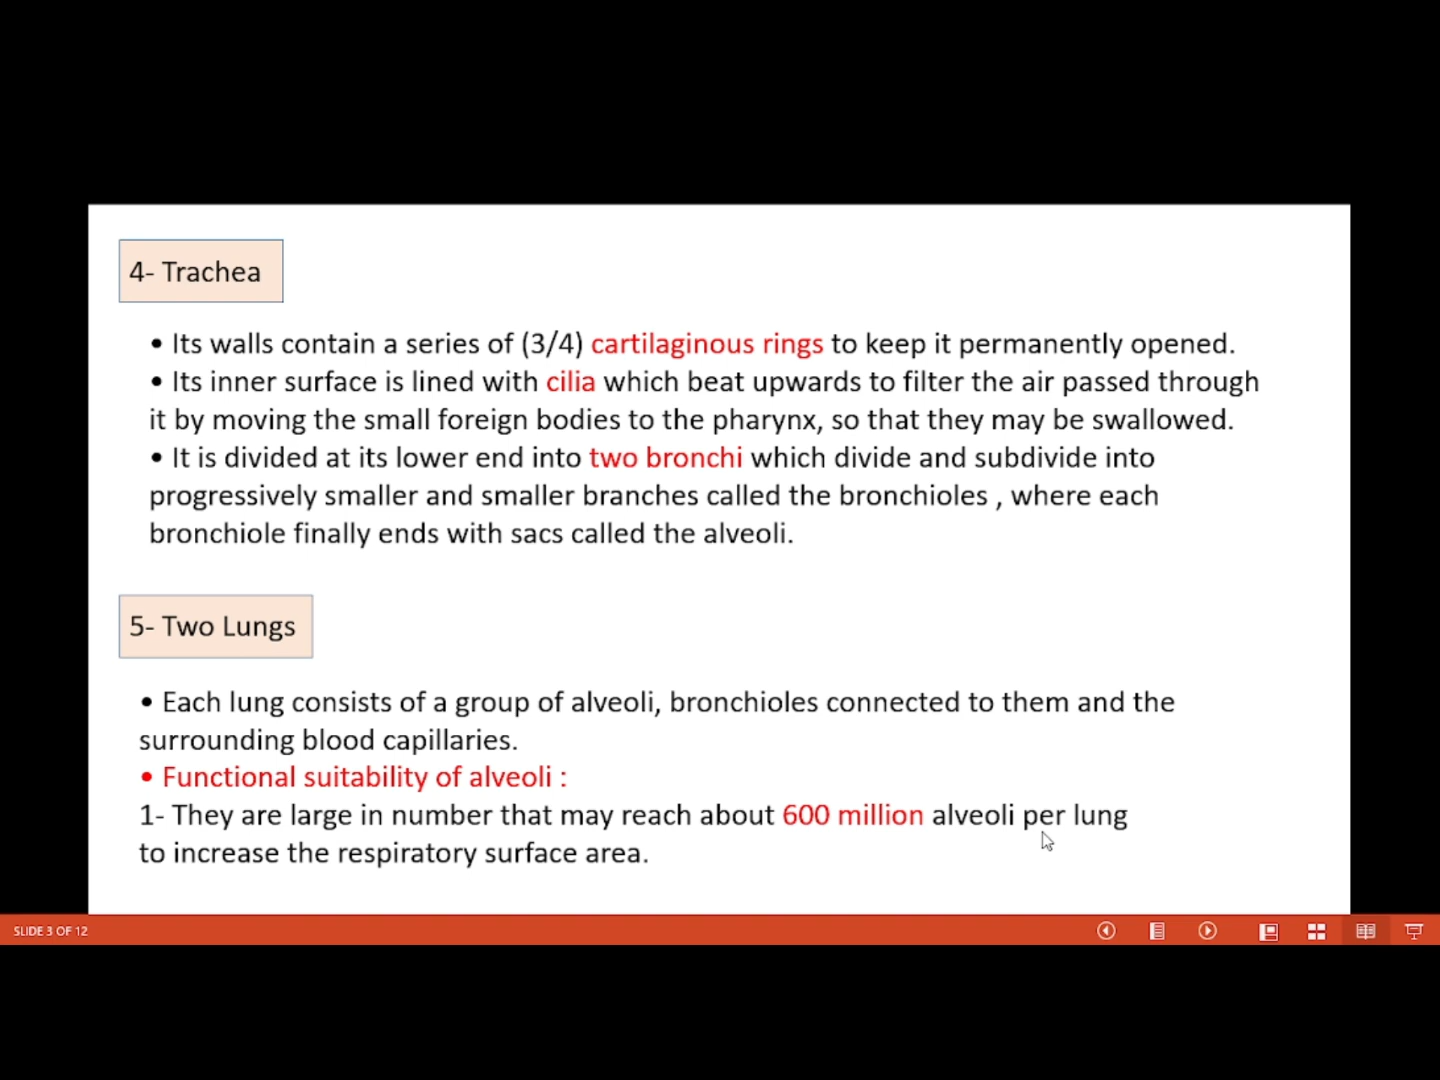 4- Trachea
• Its walls contain a series of (3/4) cartilaginous rings to keep it permanently opened.
• Its inner surface is lined with cilia which beat upwards to filter the air passed through
it by moving the small foreign bodies to the pharynx, so that they may be swallowed.
• It is divided at its lower end into two bronchi which divide and subdivide into
progressively smaller and smaller branches called the bronchioles , where each
bronchiole finally ends with sacs called the alveoli.
5- Two Lungs
• Each lung consists of a group of alveoli, bronchioles connected to them and the
surrounding blood capillaries.
• Functional suitability of alveoli :
1- They are large in number that may reach about 600 million alveoli per lung
to increase the respiratory surface area.
SLIDE 3 OF 12